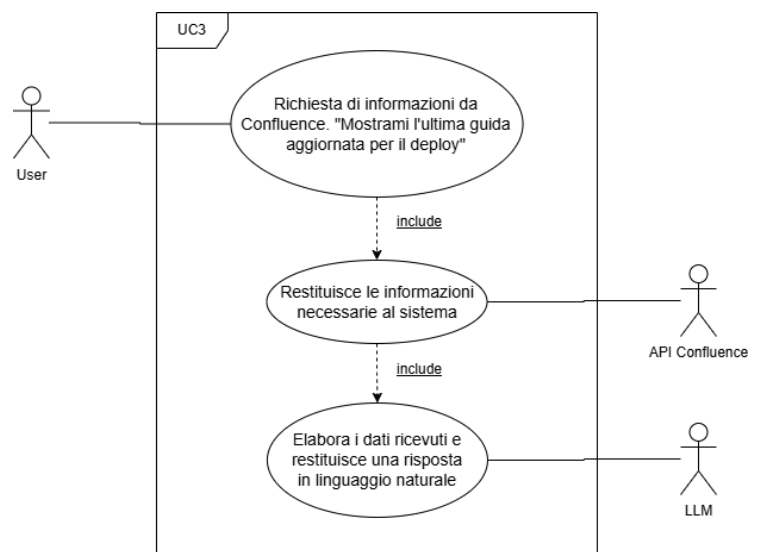 UC3
Richiesta di informazioni da
Confluence. "Mostrami l'ultima guida
aggiornata per il deploy"
User
include
Restituisce le informazioni
necessarie al sistema
API Confluence
include
Elabora i dati ricevuti e
restituisce una risposta
in linguaggio naturale
LLM